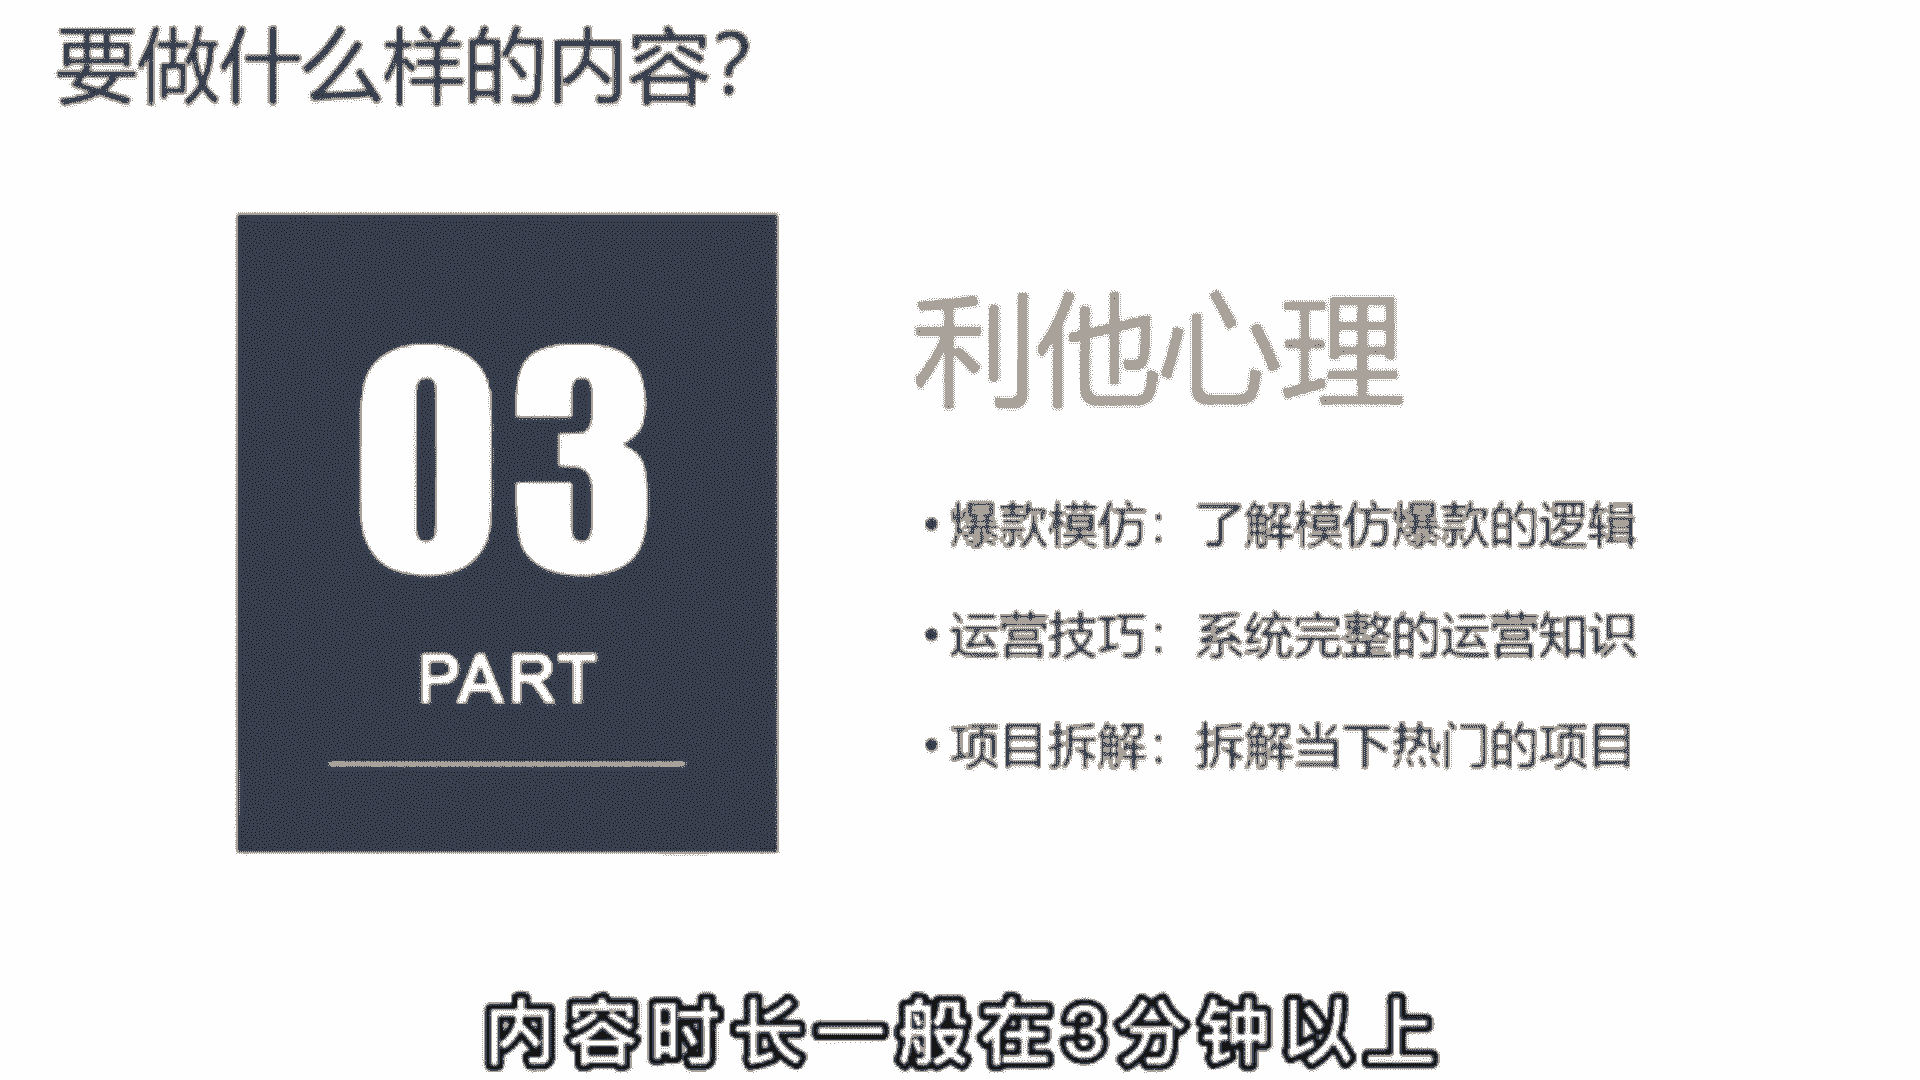 要做什么样的内容？
03
PART
利他心理
• 爆款模仿：了解模仿爆款的逻辑
• 运营技巧：系统完整的运营知识
• 项目拆解：拆解当下热门的项目
内容时长一般在3分钟以上